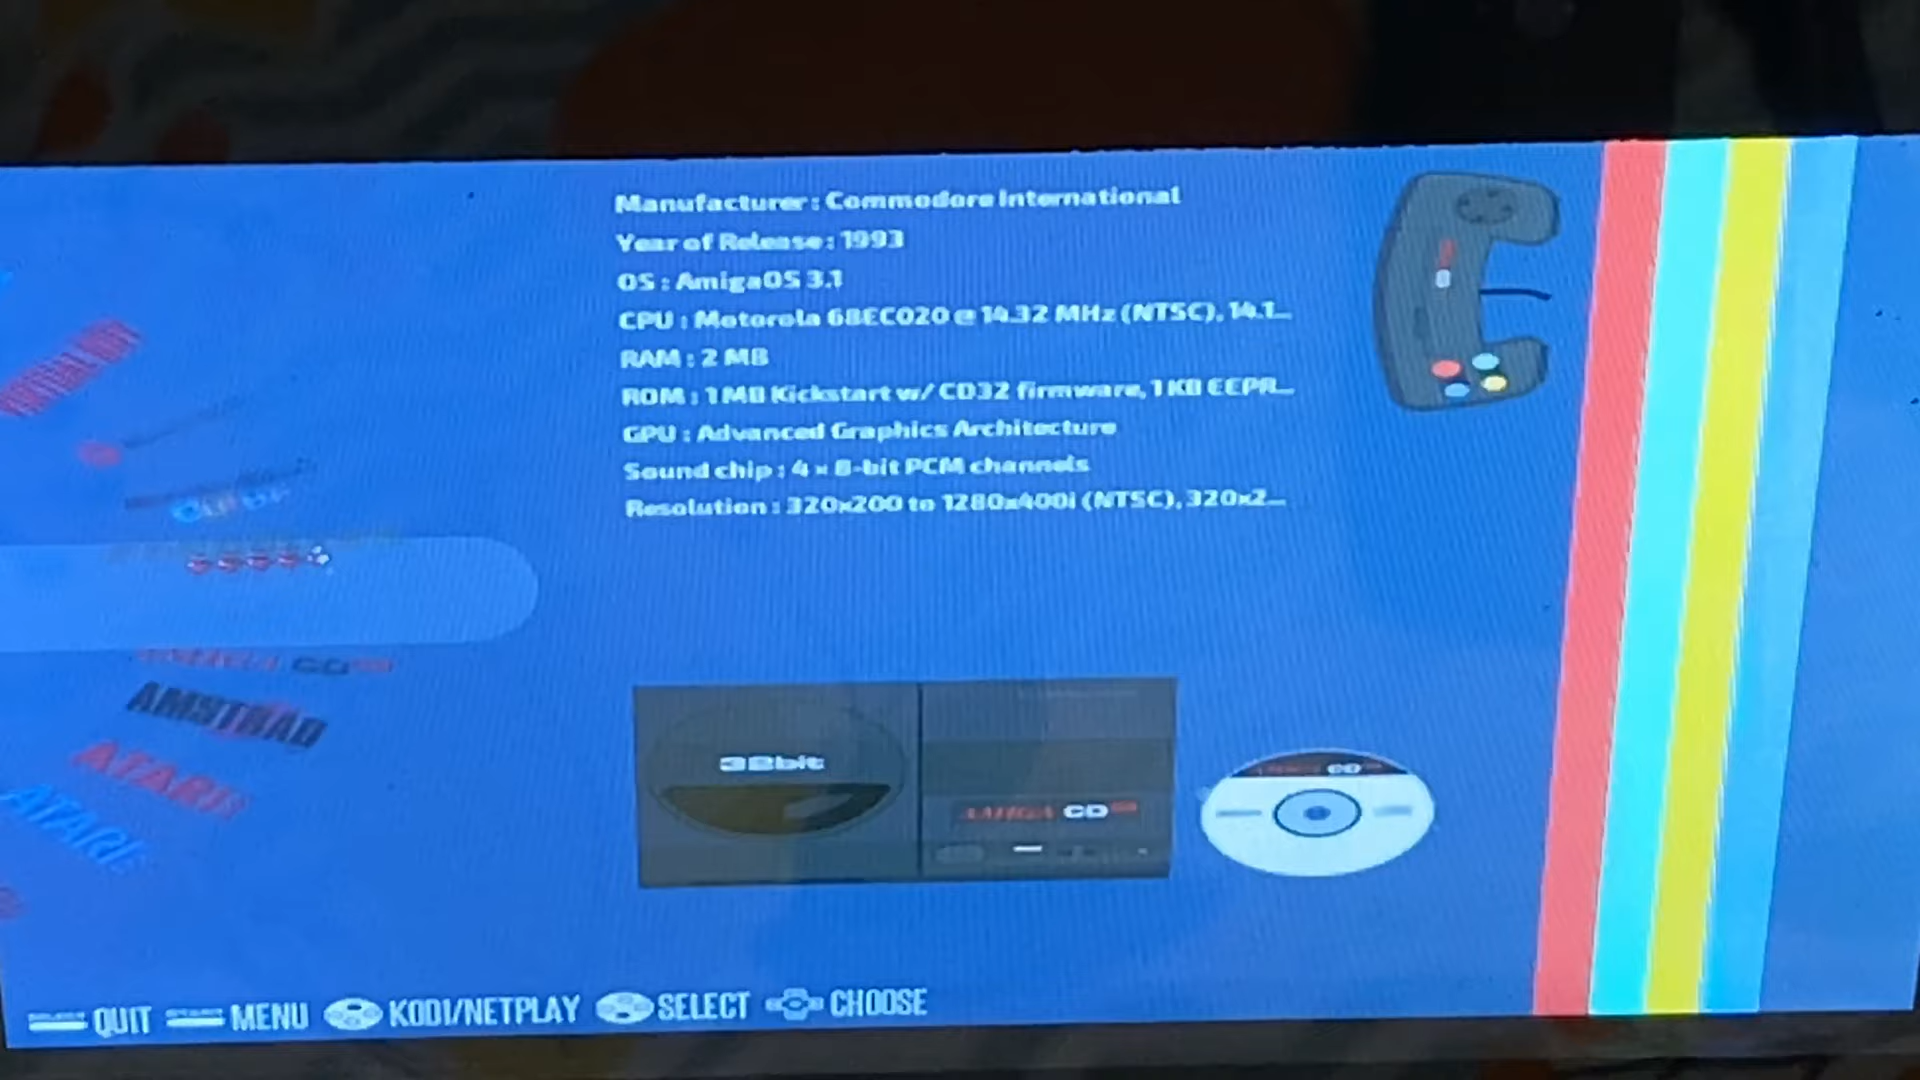 Manufacturer : Commodore International
Year of Release : 1993
OS : AmigaOS 3.1
CPU : Motorola 68EC020 @ 14.32 MHz (NTSC), 14.1...
RAM : 2 MB
ROM : 1 MB Kickstart w/ CD32 firmware, 1 KB EEPR...
GPU : Advanced Graphics Architecture
Sound chip : 4 × 8-bit PCM channels
Resolution : 320x200 to 1280x400i (NTSC), 320x2...
AMIGA CD32
AMSTRAD
ATARI
ATARI
32bit
AMIGA CD32
CD
QUIT MENU KODI/NETPLAY SELECT CHOOSE